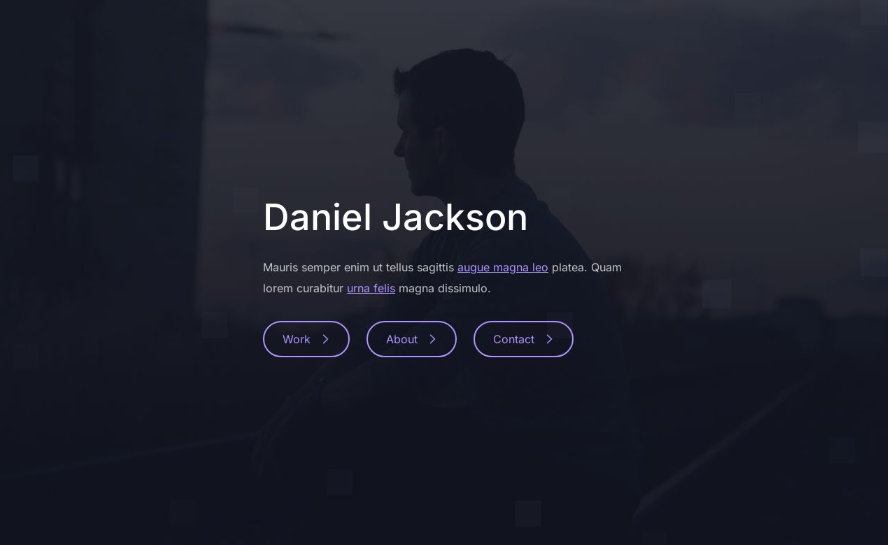 Daniel Jackson
Mauris semper enim ut tellus sagittis augue magna leo platea. Quam
lorem curabitur urna felis magna dissimulo.
Work About Contact